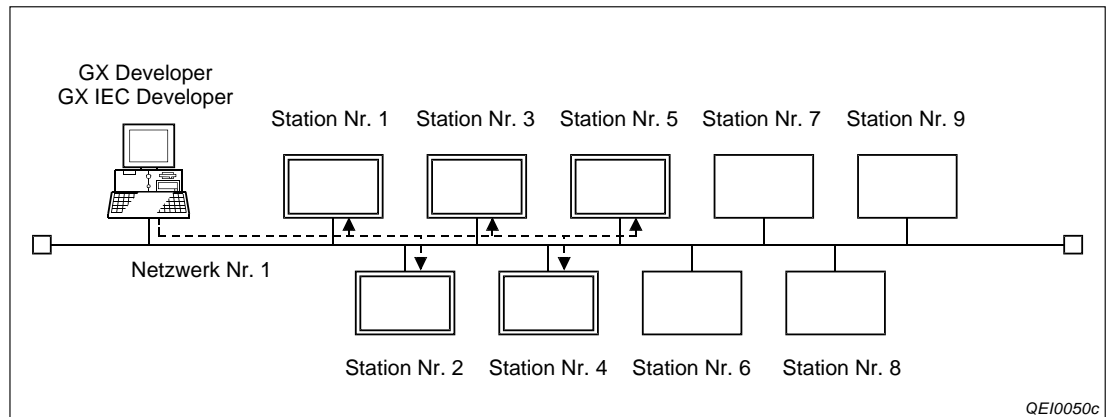 GX Developer
GX IEC Developer
Station Nr. 1
Station Nr. 3
Station Nr. 5
Station Nr. 7
Station Nr. 9
Netzwerk Nr. 1
Station Nr. 2
Station Nr. 4
Station Nr. 6
Station Nr. 8
QEI0050c